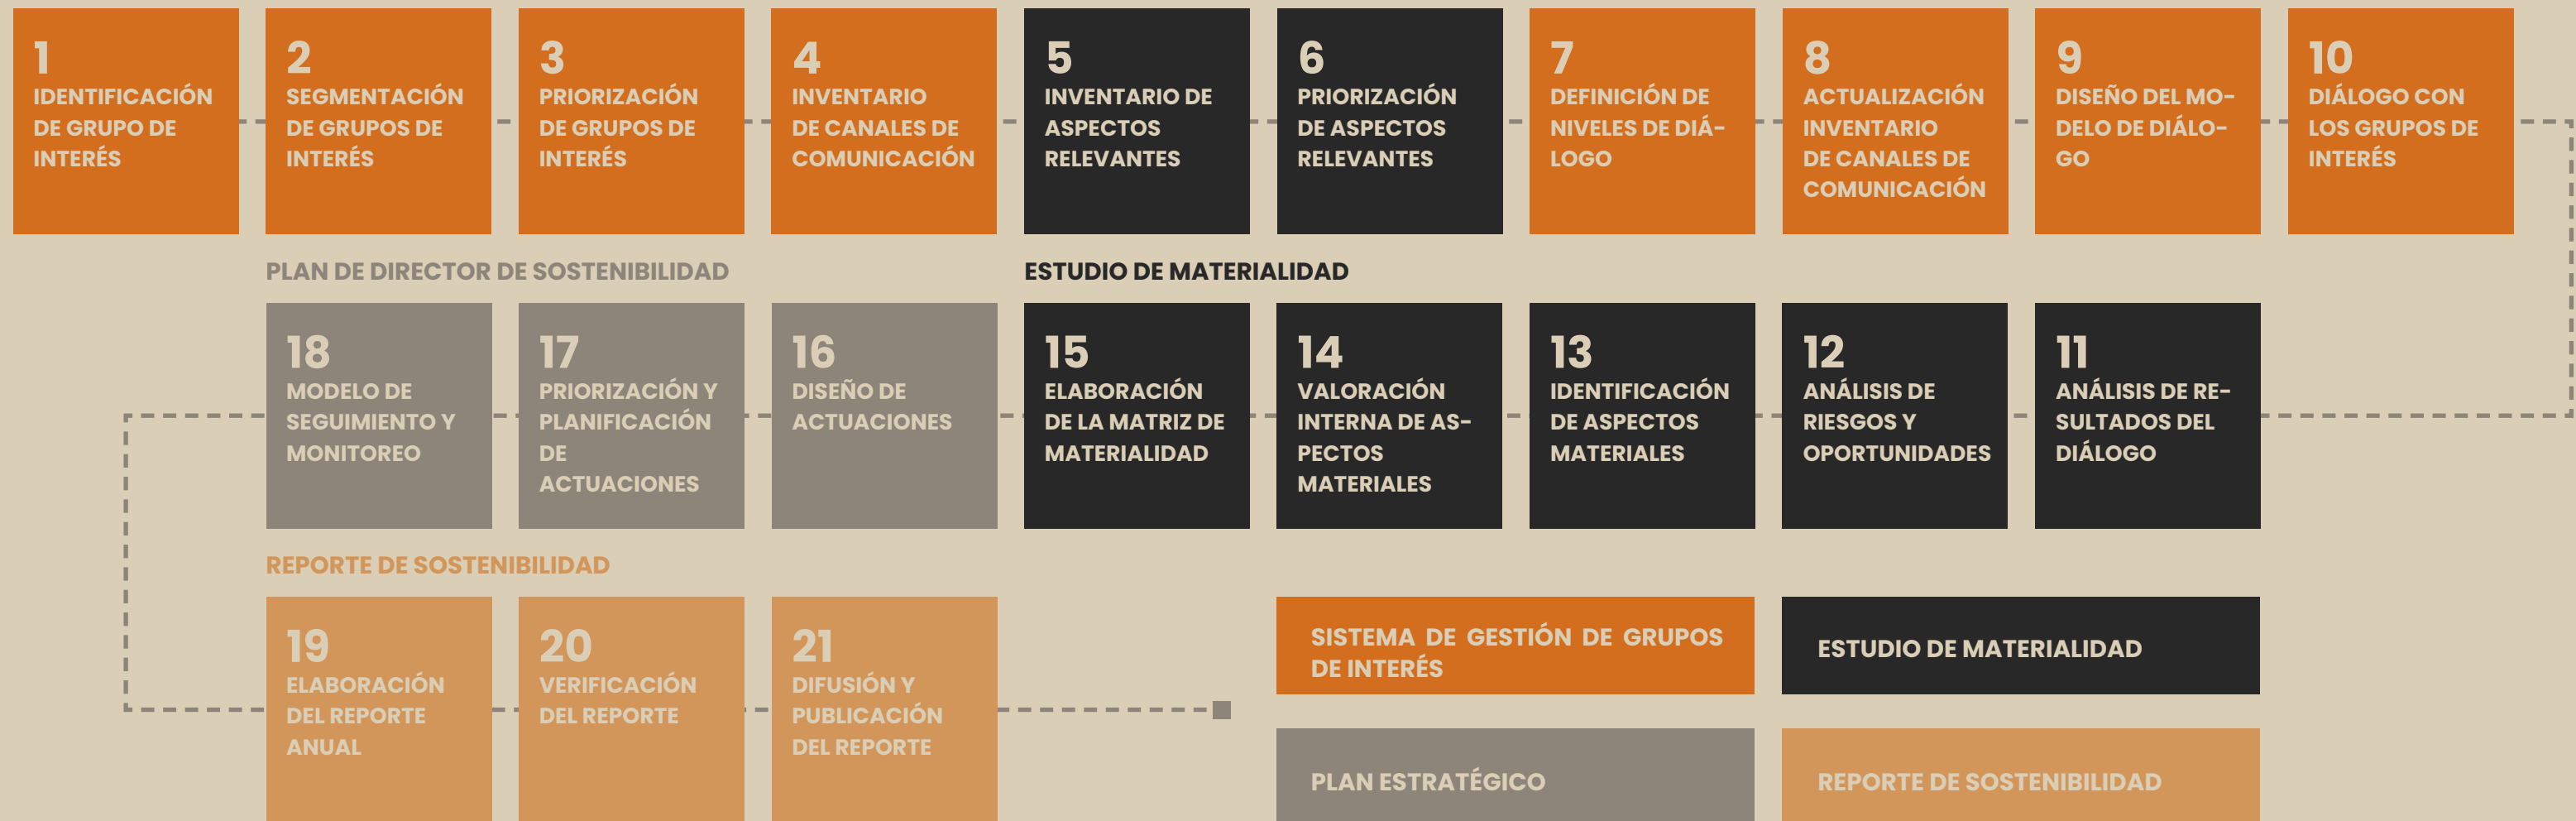 1
IDENTIFICACIÓN
DE GRUPO DE
INTERÉS
2
SEGMENTACIÓN
DE GRUPOS DE
INTERÉS
3
PRIORIZACIÓN
DE GRUPOS DE
INTERÉS
4
INVENTARIO
DE CANALES DE
COMUNICACIÓN
5
INVENTARIO DE
ASPECTOS
RELEVANTES
6
PRIORIZACIÓN
DE ASPECTOS
RELEVANTES
7
DEFINICIÓN DE
NIVELES DE DIÁ-
LOGO
8
ACTUALIZACIÓN
INVENTARIO
DE CANALES DE
COMUNICACIÓN
9
DISEÑO DEL MO-
DELO DE DIÁLO-
GO
10
DIÁLOGO CON
LOS GRUPOS DE
INTERÉS
PLAN DE DIRECTOR DE SOSTENIBILIDAD
ESTUDIO DE MATERIALIDAD
18
MODELO DE
SEGUIMIENTO Y
MONITOREO
17
PRIORIZACIÓN Y
PLANIFICACIÓN
DE
ACTUACIONES
16
DISEÑO DE
ACTUACIONES
15
ELABORACIÓN
DE LA MATRIZ DE
MATERIALIDAD
14
VALORACIÓN
INTERNA DE AS-
PECTOS
MATERIALES
13
IDENTIFICACIÓN
DE ASPECTOS
MATERIALES
12
ANÁLISIS DE
RIESGOS Y
OPORTUNIDADES
11
ANÁLISIS DE RE-
SULTADOS DEL
DIÁLOGO
REPORTE DE SOSTENIBILIDAD
19
ELABORACIÓN
DEL REPORTE
ANUAL
20
VERIFICACIÓN
DEL REPORTE
21
DIFUSIÓN Y
PUBLICACIÓN
DEL REPORTE
SISTEMA DE GESTIÓN DE GRUPOS
DE INTERÉS
ESTUDIO DE MATERIALIDAD
PLAN ESTRATÉGICO
REPORTE DE SOSTENIBILIDAD